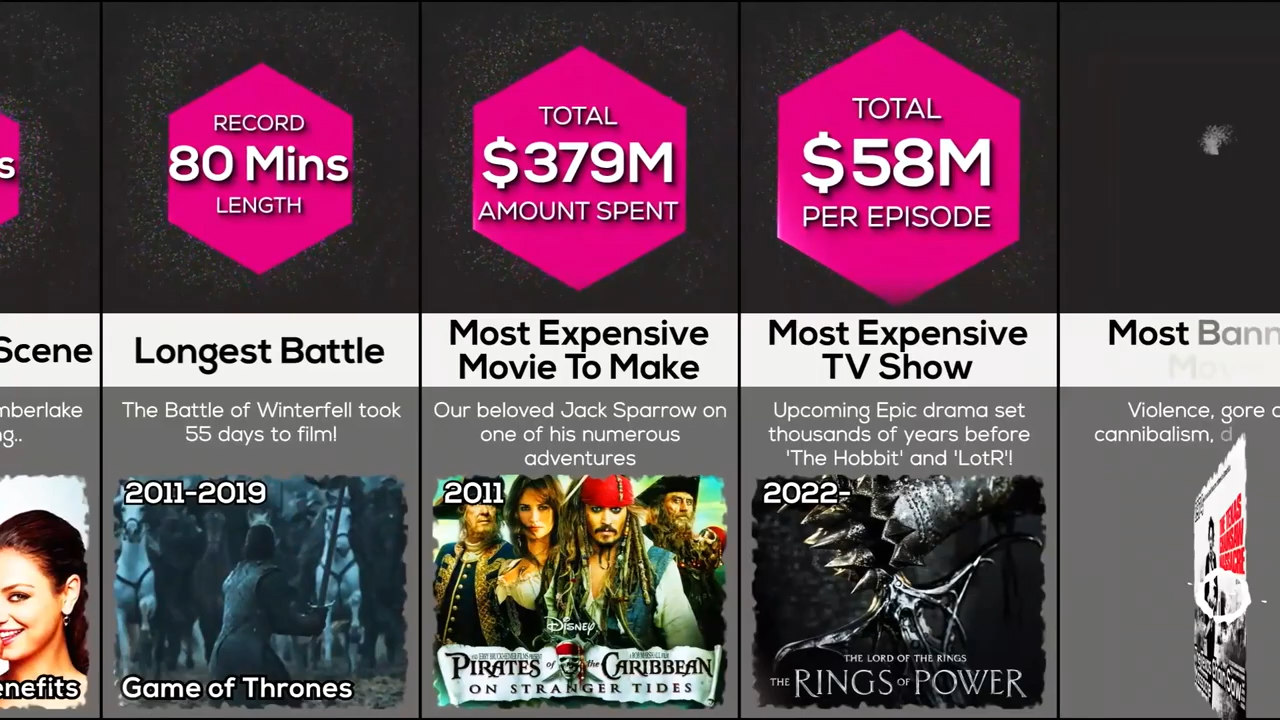 s
Scene
mberlake
g..
enefits
RECORD
80 Mins
LENGTH
Longest Battle
The Battle of Winterfell took
55 days to film!
2011-2019
Game of Thrones
TOTAL
$379M
AMOUNT SPENT
Most Expensive
Movie To Make
Our beloved Jack Sparrow on
one of his numerous
adventures
2011
DISNEY
PIRATES of the CARIBBEAN
ON STRANGER TIDES
TOTAL
$58M
PER EPISODE
Most Expensive
TV Show
Upcoming Epic drama set
thousands of years before
'The Hobbit' and 'LotR'!
2022-
THE LORD OF THE RINGS
THE RINGS OF POWER
Most Bann
Mov
Violence, gore
cannibalism, d